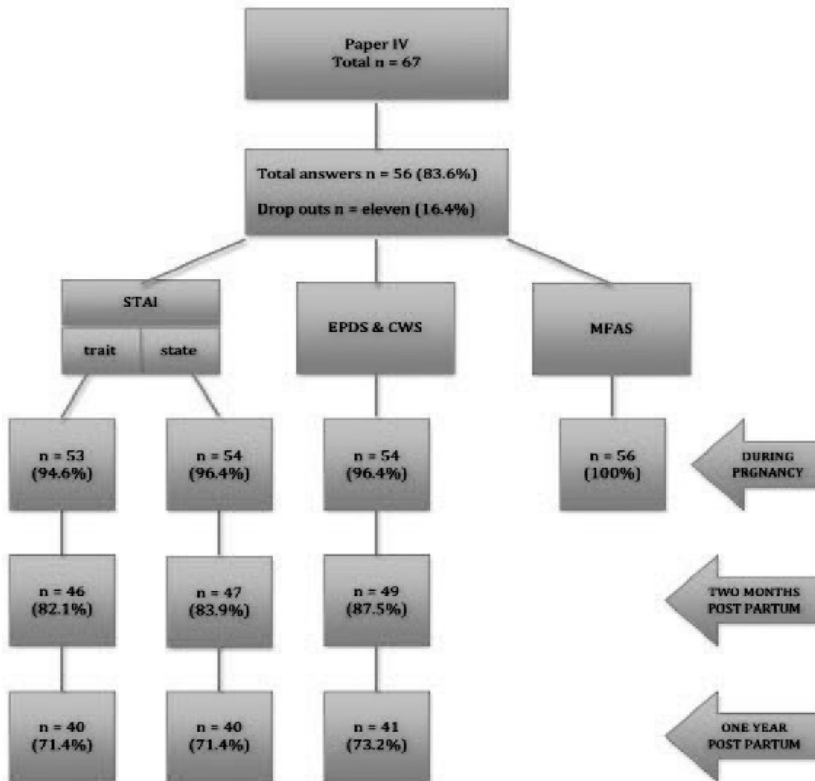 Paper IV
Total n = 67
Total answers n = 56 (83.6%)
Drop outs n = eleven (16.4%)
STAI
trait
state
EPDS & CWS
MFAS
n = 53
(94.6%)
n = 54
(96.4%)
n = 54
(96.4%)
n = 56
(100%)
DURING
PRGNANCY
n = 46
(82.1%)
n = 47
(83.9%)
n = 49
(87.5%)
TWO MONTHS
POST PARTUM
n = 40
(71.4%)
n = 40
(71.4%)
n = 41
(73.2%)
ONE YEAR
POST PARTUM